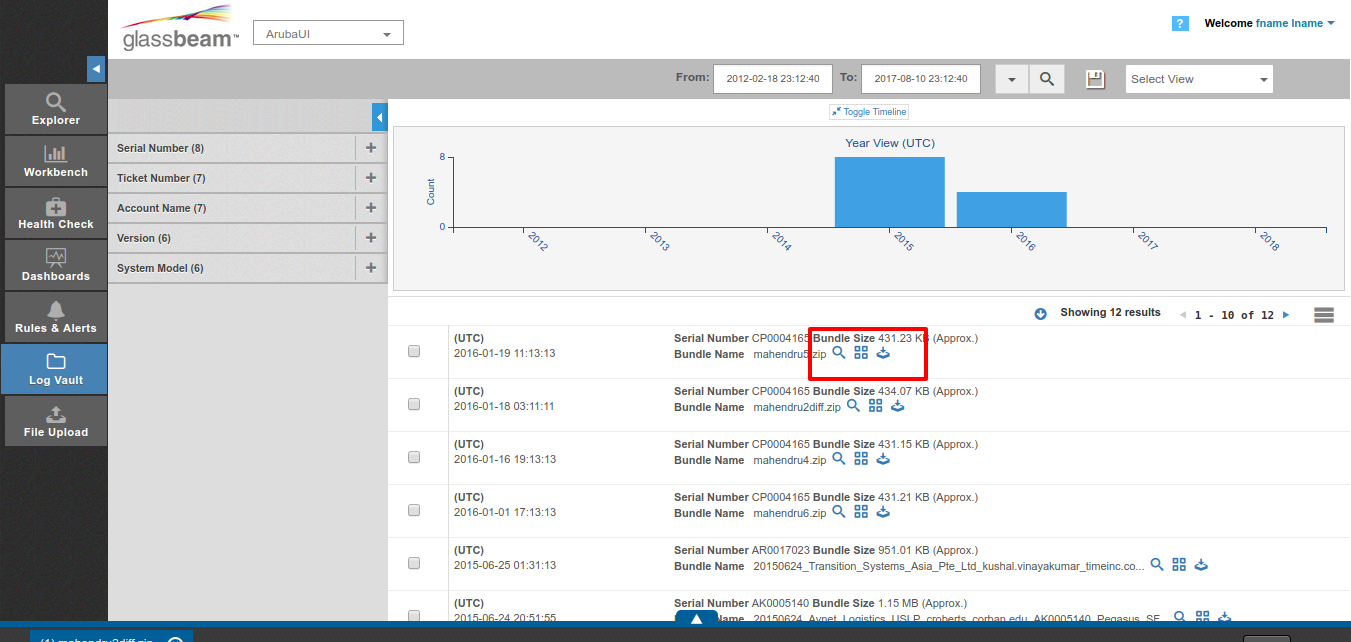 glassbeam™
ArubaUI
? Welcome fname lname
From: 2012-02-18 23:12:40 To: 2017-08-10 23:12:40 Select View
Explorer
Workbench
Health Check
Dashboards
Rules & Alerts
Log Vault
File Upload
Serial Number (8) +
Ticket Number (7) +
Account Name (7) +
Version (6) +
System Model (6) +
Toggle Timeline
Year View (UTC)
Count
8
0
2012 2013 2014 2015 2016 2017 2018
Showing 12 results 1 - 10 of 12
(UTC) Serial Number CP0004165 Bundle Size 431.23 KB (Approx.)
2016-01-19 11:13:13 Bundle Name mahendru5.zip
(UTC) Serial Number CP0004165 Bundle Size 434.07 KB (Approx.)
2016-01-18 03:11:11 Bundle Name mahendru2diff.zip
(UTC) Serial Number CP0004165 Bundle Size 431.15 KB (Approx.)
2016-01-16 19:13:13 Bundle Name mahendru4.zip
(UTC) Serial Number CP0004165 Bundle Size 431.21 KB (Approx.)
2016-01-01 17:13:13 Bundle Name mahendru6.zip
(UTC) Serial Number AR0017023 Bundle Size 951.01 KB (Approx.)
2015-06-25 01:31:13 Bundle Name 20150624_Transition_Systems_Asia_Pte_Ltd_kushal.vinayakumar_timeinc.co...
(UTC) Serial Number AK0005140 Bundle Size 1.15 MB (Approx.)
2015-06-24 20:51:55 Bundle Name 20150624_Avnet_Logistics_USLP_croberts_corban.edu_AK0005140_Pegasus_SE
(1) mahendru2diff.zip